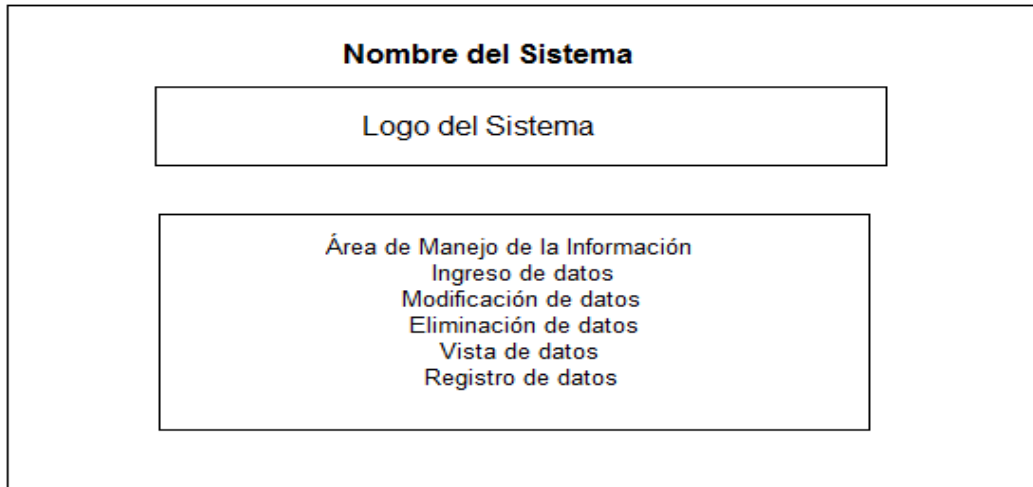 Nombre del Sistema
Logo del Sistema
Área de Manejo de la Información
Ingreso de datos
Modificación de datos
Eliminación de datos
Vista de datos
Registro de datos